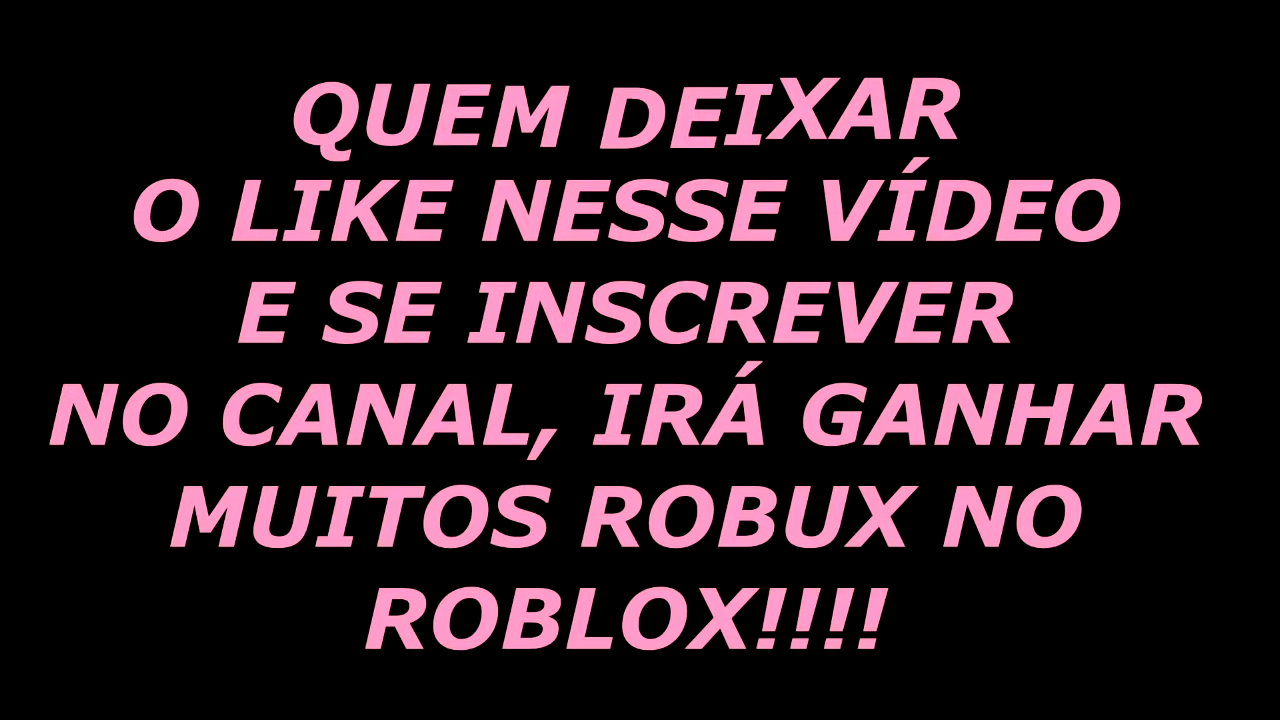 QUEM DEIXAR
O LIKE NESSE VÍDEO
E SE INSCREVER
NO CANAL, IRÁ GANHAR
MUITOS ROBUX NO
ROBLOX!!!!